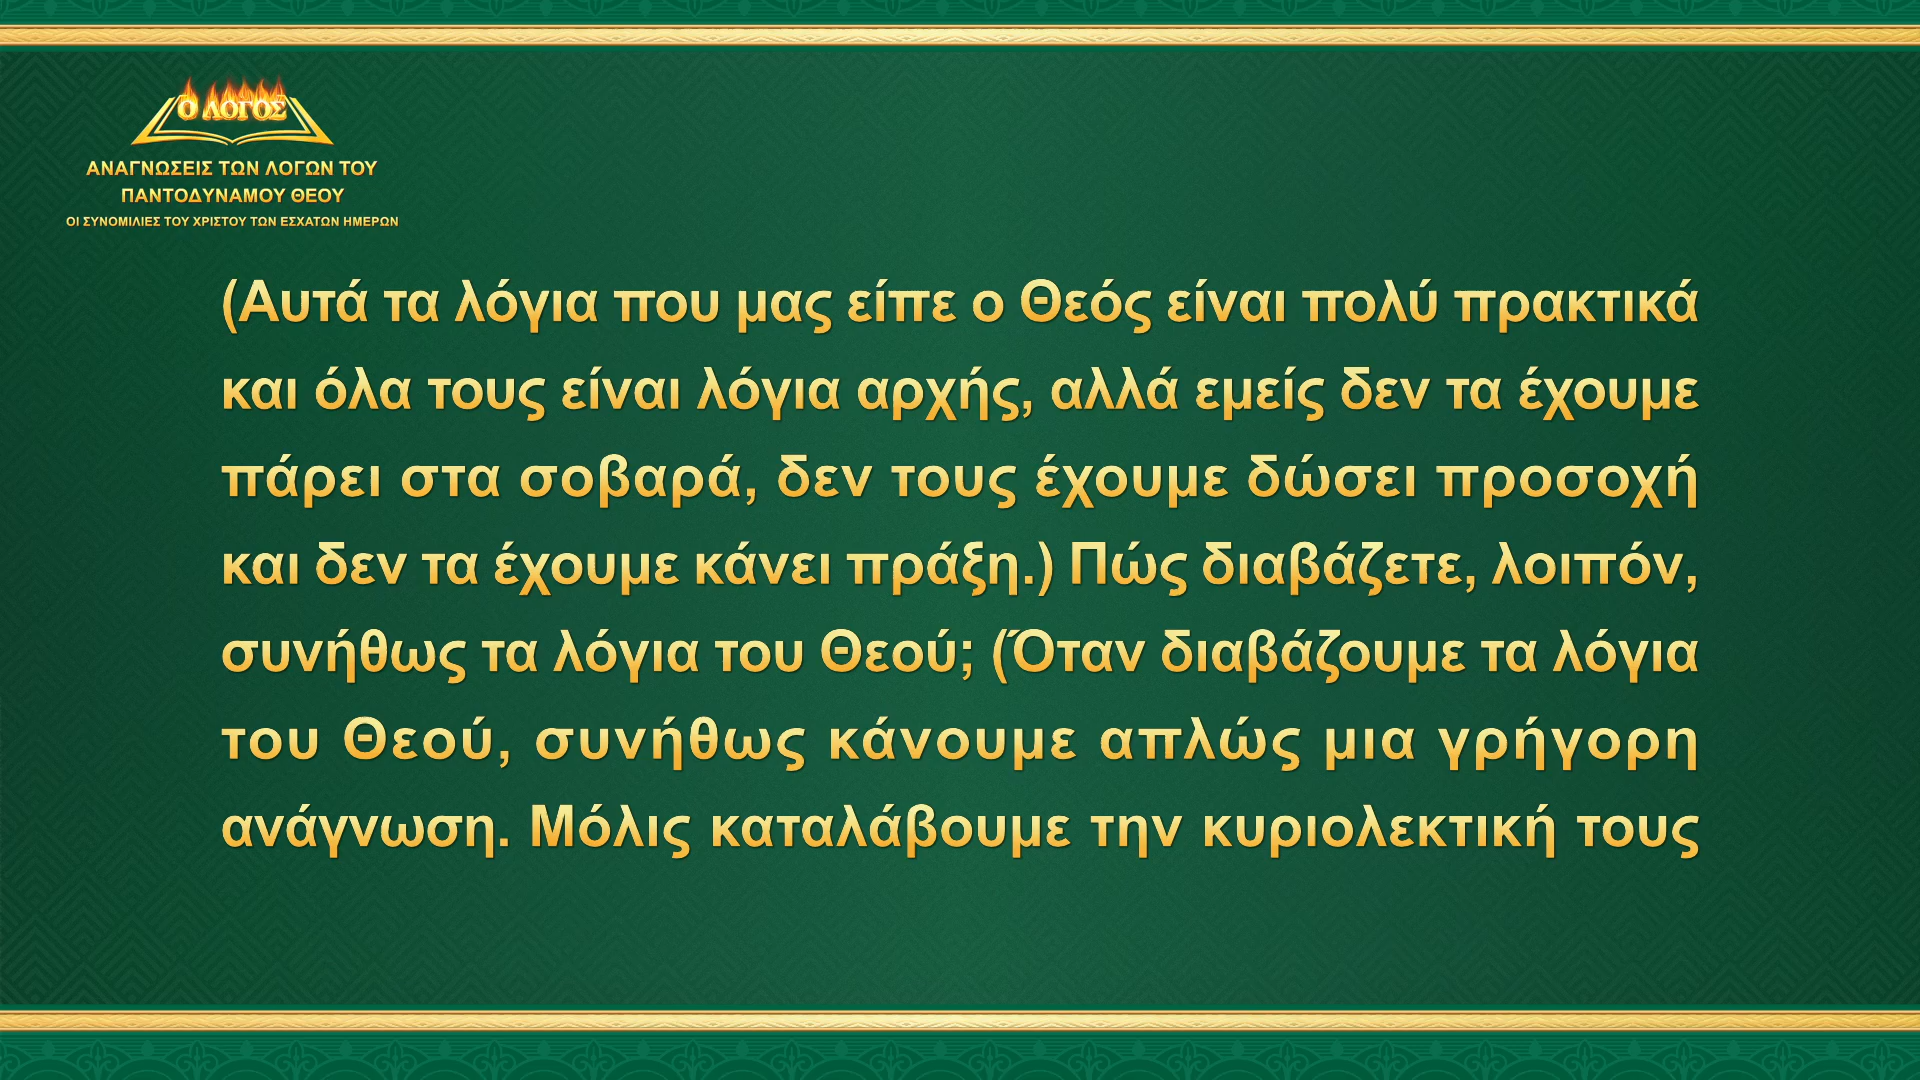 Ο ΛΟΓΟΣ
ΑΝΑΓΝΩΣΕΙΣ ΤΩΝ ΛΟΓΩΝ ΤΟΥ
ΠΑΝΤΟΔΥΝΑΜΟΥ ΘΕΟΥ
ΟΙ ΣΥΝΟΜΙΛΙΕΣ ΤΟΥ ΧΡΙΣΤΟΥ ΤΩΝ ΕΣΧΑΤΩΝ ΗΜΕΡΩΝ
(Αυτά τα λόγια που μας είπε ο Θεός είναι πολύ πρακτικά
και όλα τους είναι λόγια αρχής, αλλά εμείς δεν τα έχουμε
πάρει στα σοβαρά, δεν τους έχουμε δώσει προσοχή
και δεν τα έχουμε κάνει πράξη.) Πώς διαβάζετε, λοιπόν,
συνήθως τα λόγια του Θεού; (Όταν διαβάζουμε τα λόγια
του Θεού, συνήθως κάνουμε απλώς μια γρήγορη
ανάγνωση. Μόλις καταλάβουμε την κυριολεκτική τους